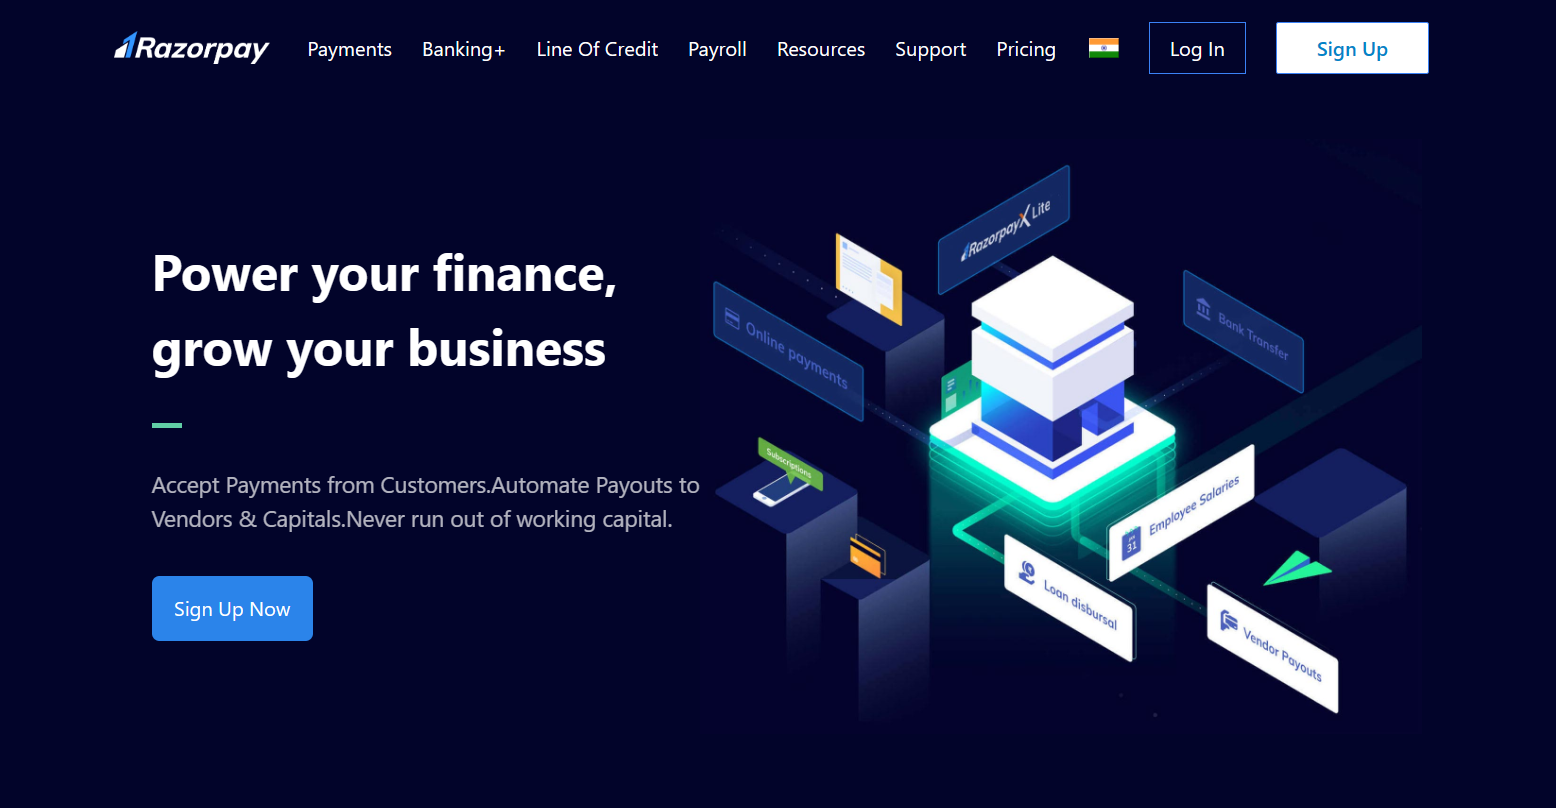 Razorpay
Payments
Banking+
Line Of Credit
Payroll
Resources
Support
Pricing
Log In
Sign Up
Power your finance,
grow your business
Accept Payments from Customers.Automate Payouts to
Vendors & Capitals.Never run out of working capital.
Sign Up Now
RazorpayX Lite
Online payments
Bank Transfer
Subscriptions
Employee Salaries
31
Loan disbursal
Vendor Payouts